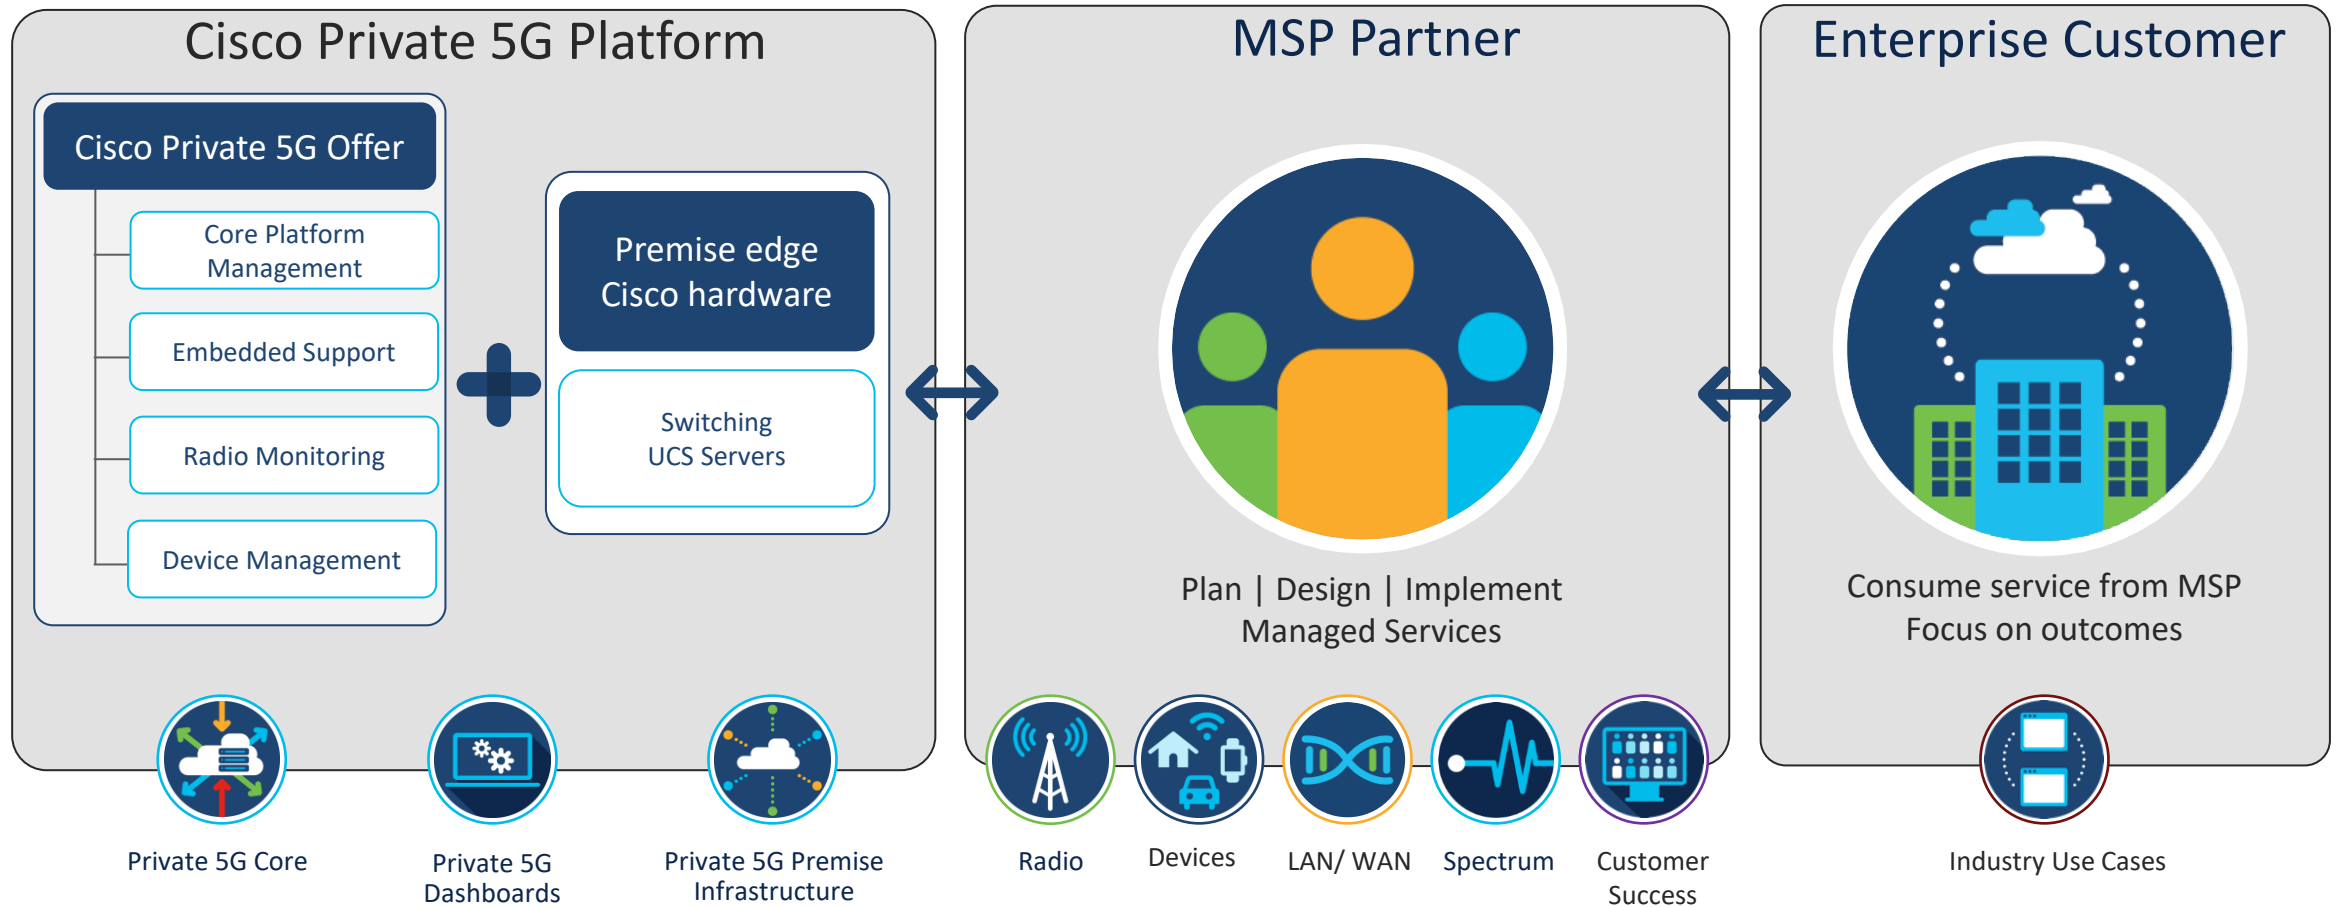 Cisco Private 5G Platform
Cisco Private 5G Offer
Core Platform
Management
Embedded Support
Radio Monitoring
Device Management
Premise edge
Cisco hardware
Switching
UCS Servers
Private 5G Core
Private 5G
Dashboards
Private 5G Premise
Infrastructure
MSP Partner
Plan | Design | Implement
Managed Services
Radio
Devices
LAN/ WAN
Spectrum
Customer
Success
Enterprise Customer
Consume service from MSP
Focus on outcomes
Industry Use Cases